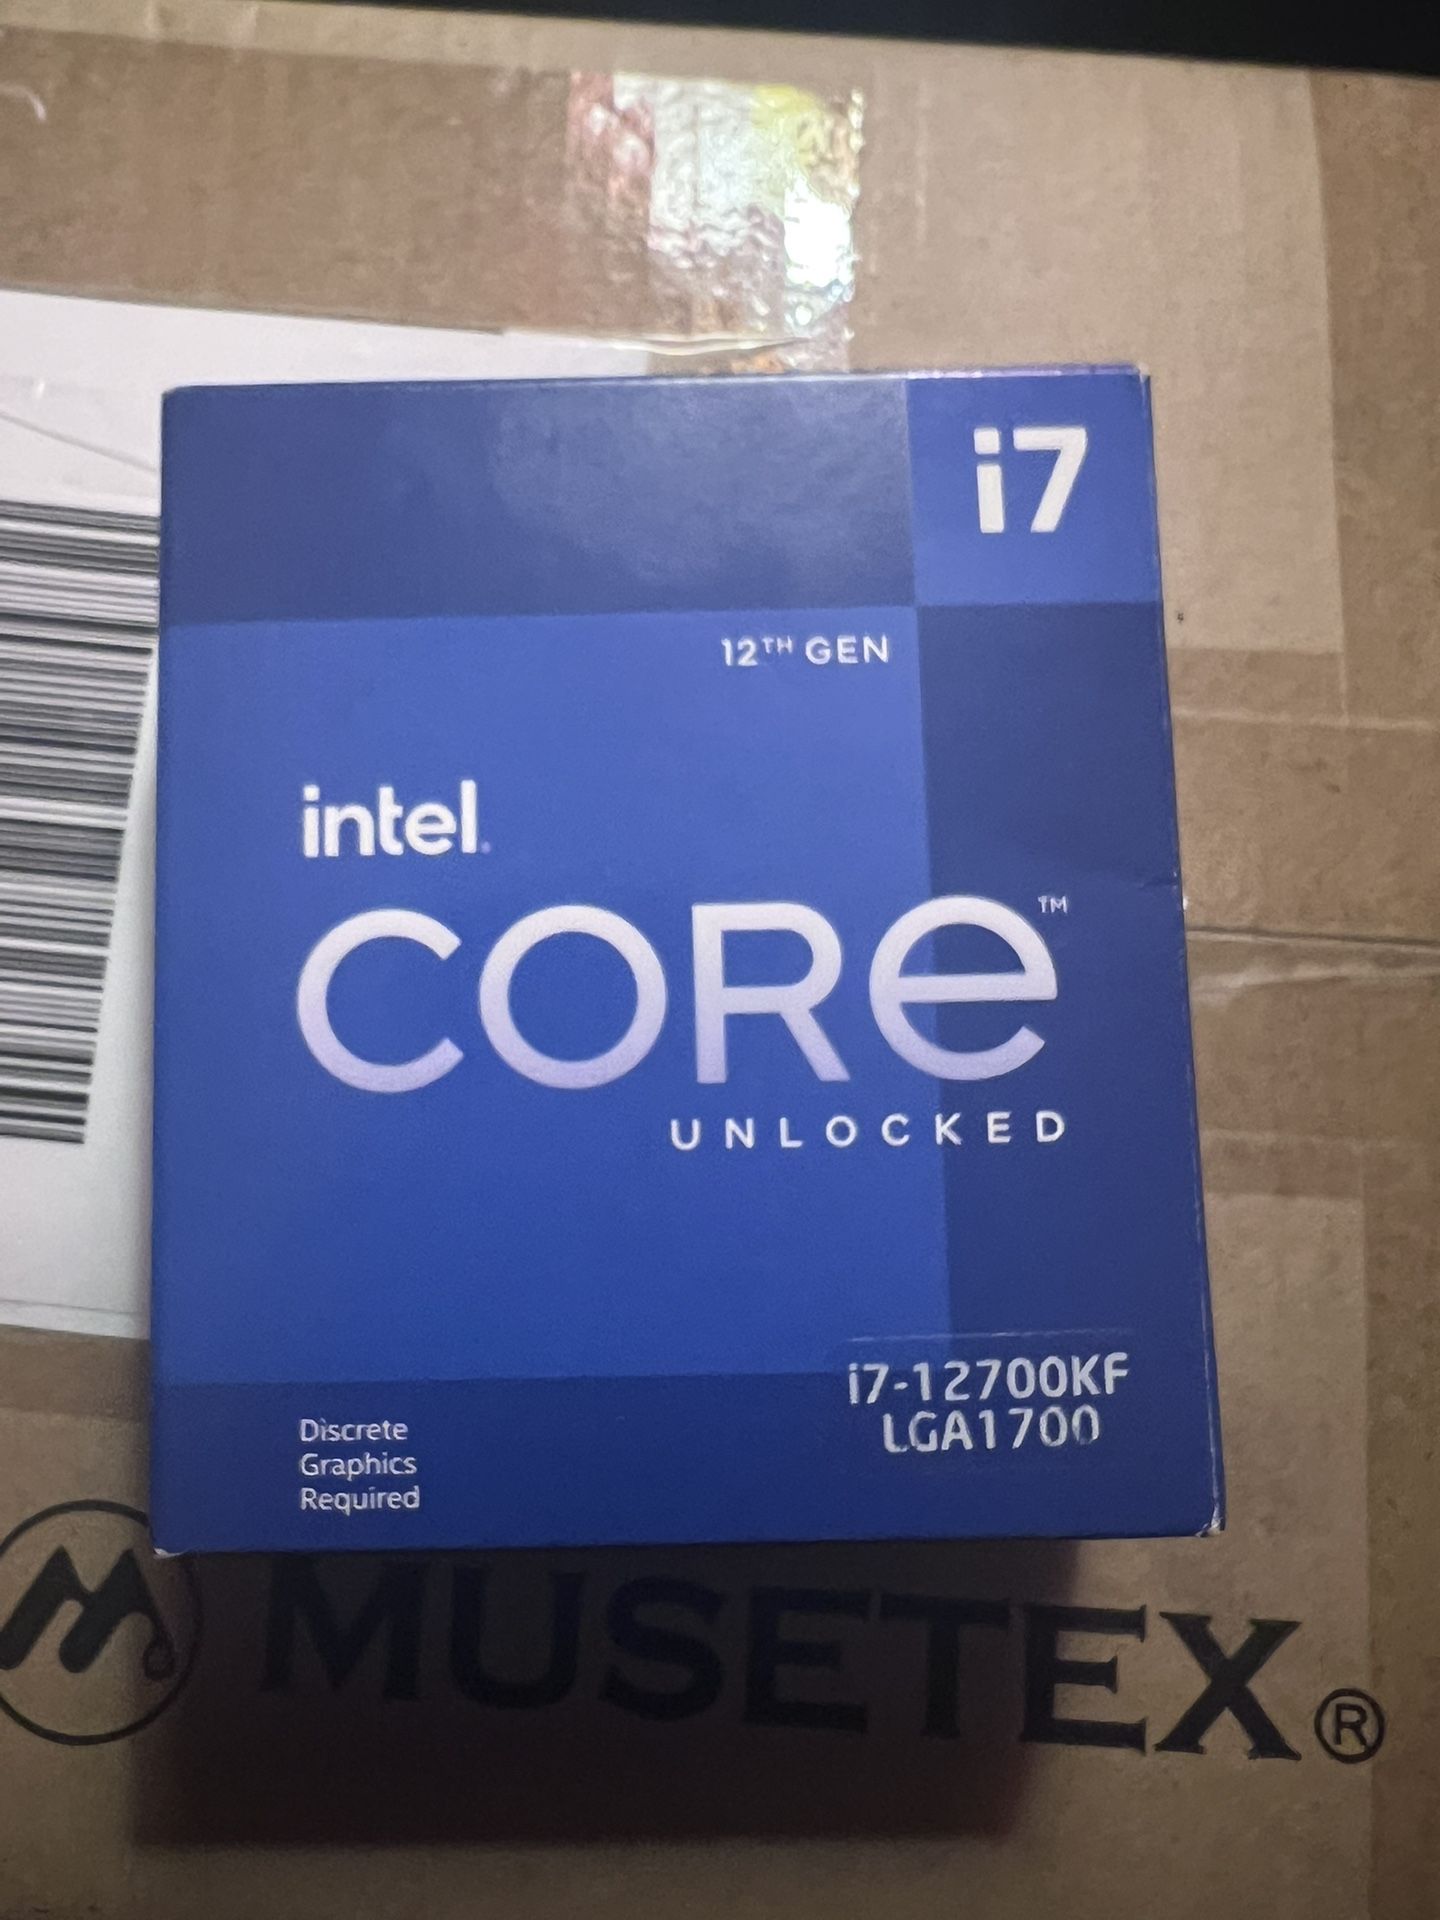 i7
12TH GEN
intel.
CORE™
UNLOCKED
i7-12700KF
LGA1700
Discrete
Graphics
Required
MUSETEX®